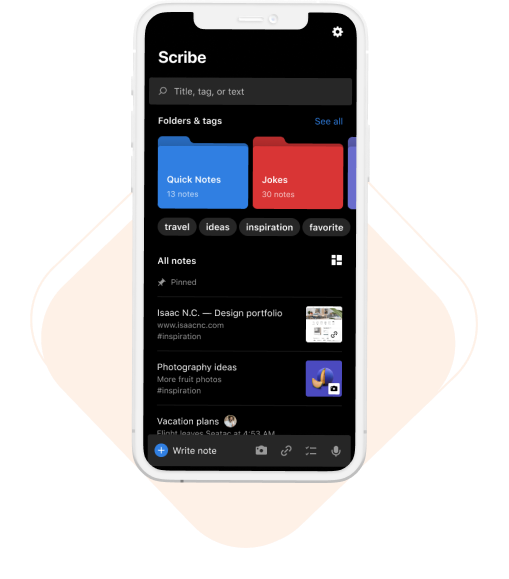 Scribe
Title, tag, or text
Folders & tags
See all
Quick Notes
13 notes
Jokes
30 notes
travel
ideas
inspiration
favorite
All notes
Pinned
Isaac N.C. — Design portfolio
www.isaacnc.com
#inspiration
Photography ideas
More fruit photos
#inspiration
Vacation plans
Flight leaves Seatac at 4:53 AM
Write note